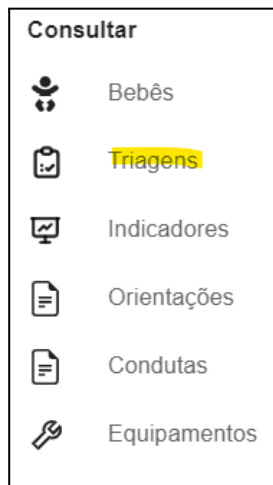 Consultar
Bebês
Triagens
Indicadores
Orientações
Condutas
Equipamentos